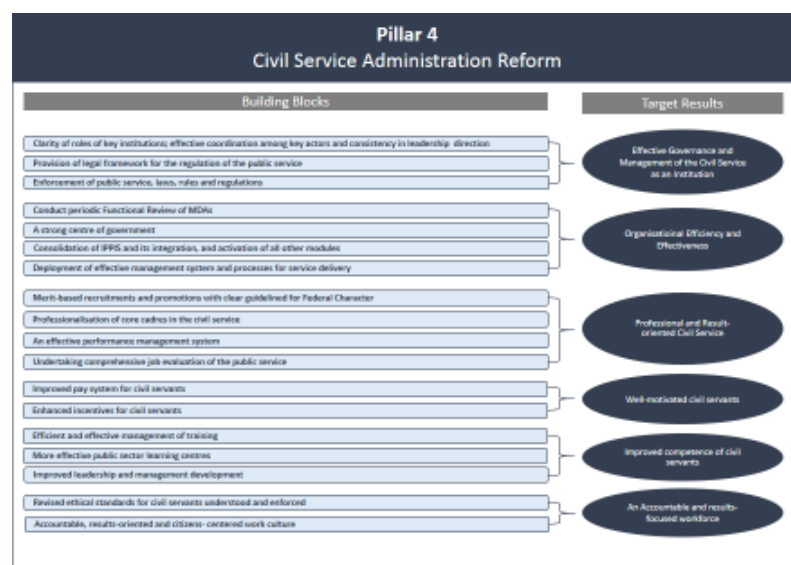 Pillar 4
Civil Service Administration Reform
Building Blocks
Target Results
Clarity of roles of key institutions; effective coordination among key actors and consistency in leadership direction
Provision of legal framework for the regulation of the public service
Enforcement of public service, laws, rules and regulations
Effective Governance and
Management of the Civil Service
as an Institution
Conduct periodic Functional Review of MDAs
A strong centre of government
Consolidation of IPPIS and its integration, and activation of all other modules
Deployment of effective management system and processes for service delivery
Organisatioinal Efficiency and
Effectiveness
Merit-based recruitments and promotions with clear guidelined for Federal Character
Professionalisation of core cadres in the civil service
An effective performance management system
Undertaking comprehensive job evaluation of the public service
Professional and Result-
oriented Civil Service
Improved pay system for civil servants
Enhanced incentives for civil servants
Well-motivated civil servants
Efficient and effective management of training
More effective public sector learning centres
Improved leadership and management development
Improved competence of civil
servants
Revised ethical standards for civil servants understood and enforced
Accountable, results-oriented and citizens- centered work culture
An Accountable and results-
focused workforce